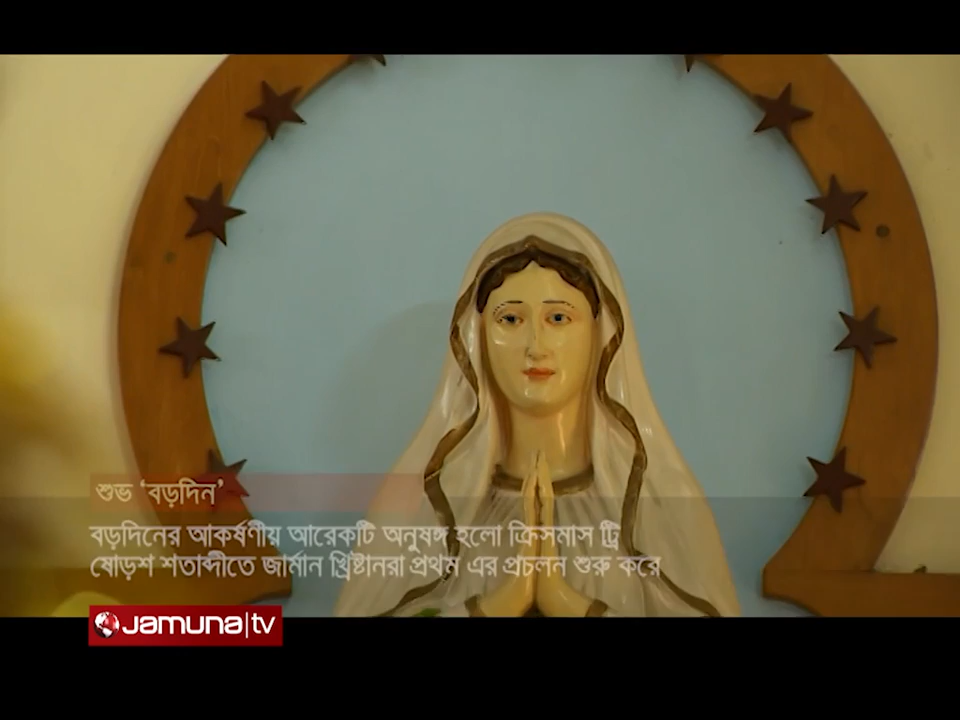 শুভ ‘বড়দিন’
বড়দিনের আকর্ষণীয় আরেকটি অনুষঙ্গ হলো ক্রিসমাস ট্রি
ষোড়শ শতাব্দীতে জার্মান খ্রিষ্টানরা প্রথম এর প্রচলন শুরু করে
Jamuna|tv